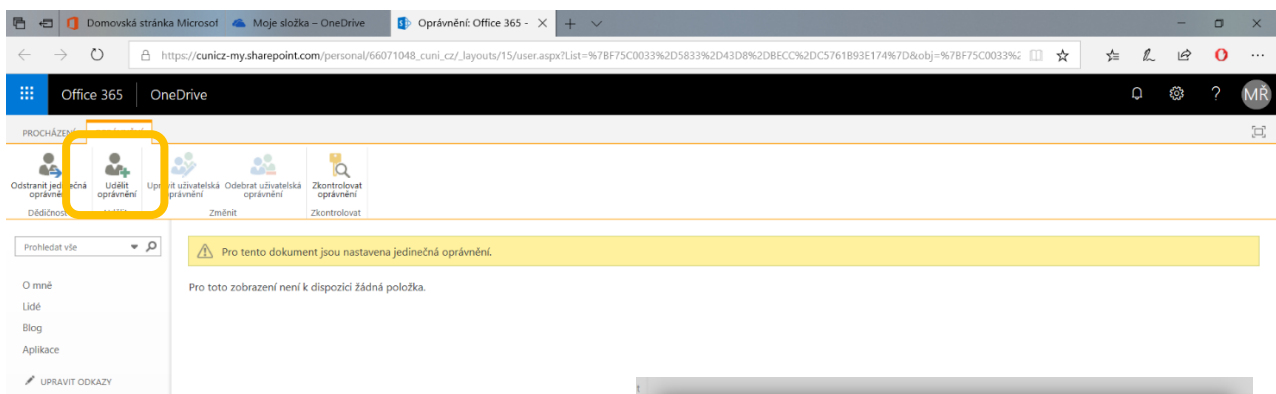 Domovská stránka Microsof
Moje složka – OneDrive
Oprávnění: Office 365 -
https://cunicz-my.sharepoint.com/personal/66071048_cuni_cz/_layouts/15/user.aspx?List=%7BF75C0033%2D5833%2D43D8%2DBECC%2DC5761B93E174%7D&obj=%7BF75C0033%2
Office 365
OneDrive
?
MŘ
PROCHÁZENÍ
Odstranit jedinečná oprávnění
Udělit oprávnění
Upravit uživatelská oprávnění
Odebrat uživatelská oprávnění
Zkontrolovat oprávnění
Dědičnost
Změnit
Zkontrolovat
Prohledat vše
Pro tento dokument jsou nastavena jedinečná oprávnění.
Pro toto zobrazení není k dispozici žádná položka.
O mně
Lidé
Blog
Aplikace
UPRAVIT ODKAZY